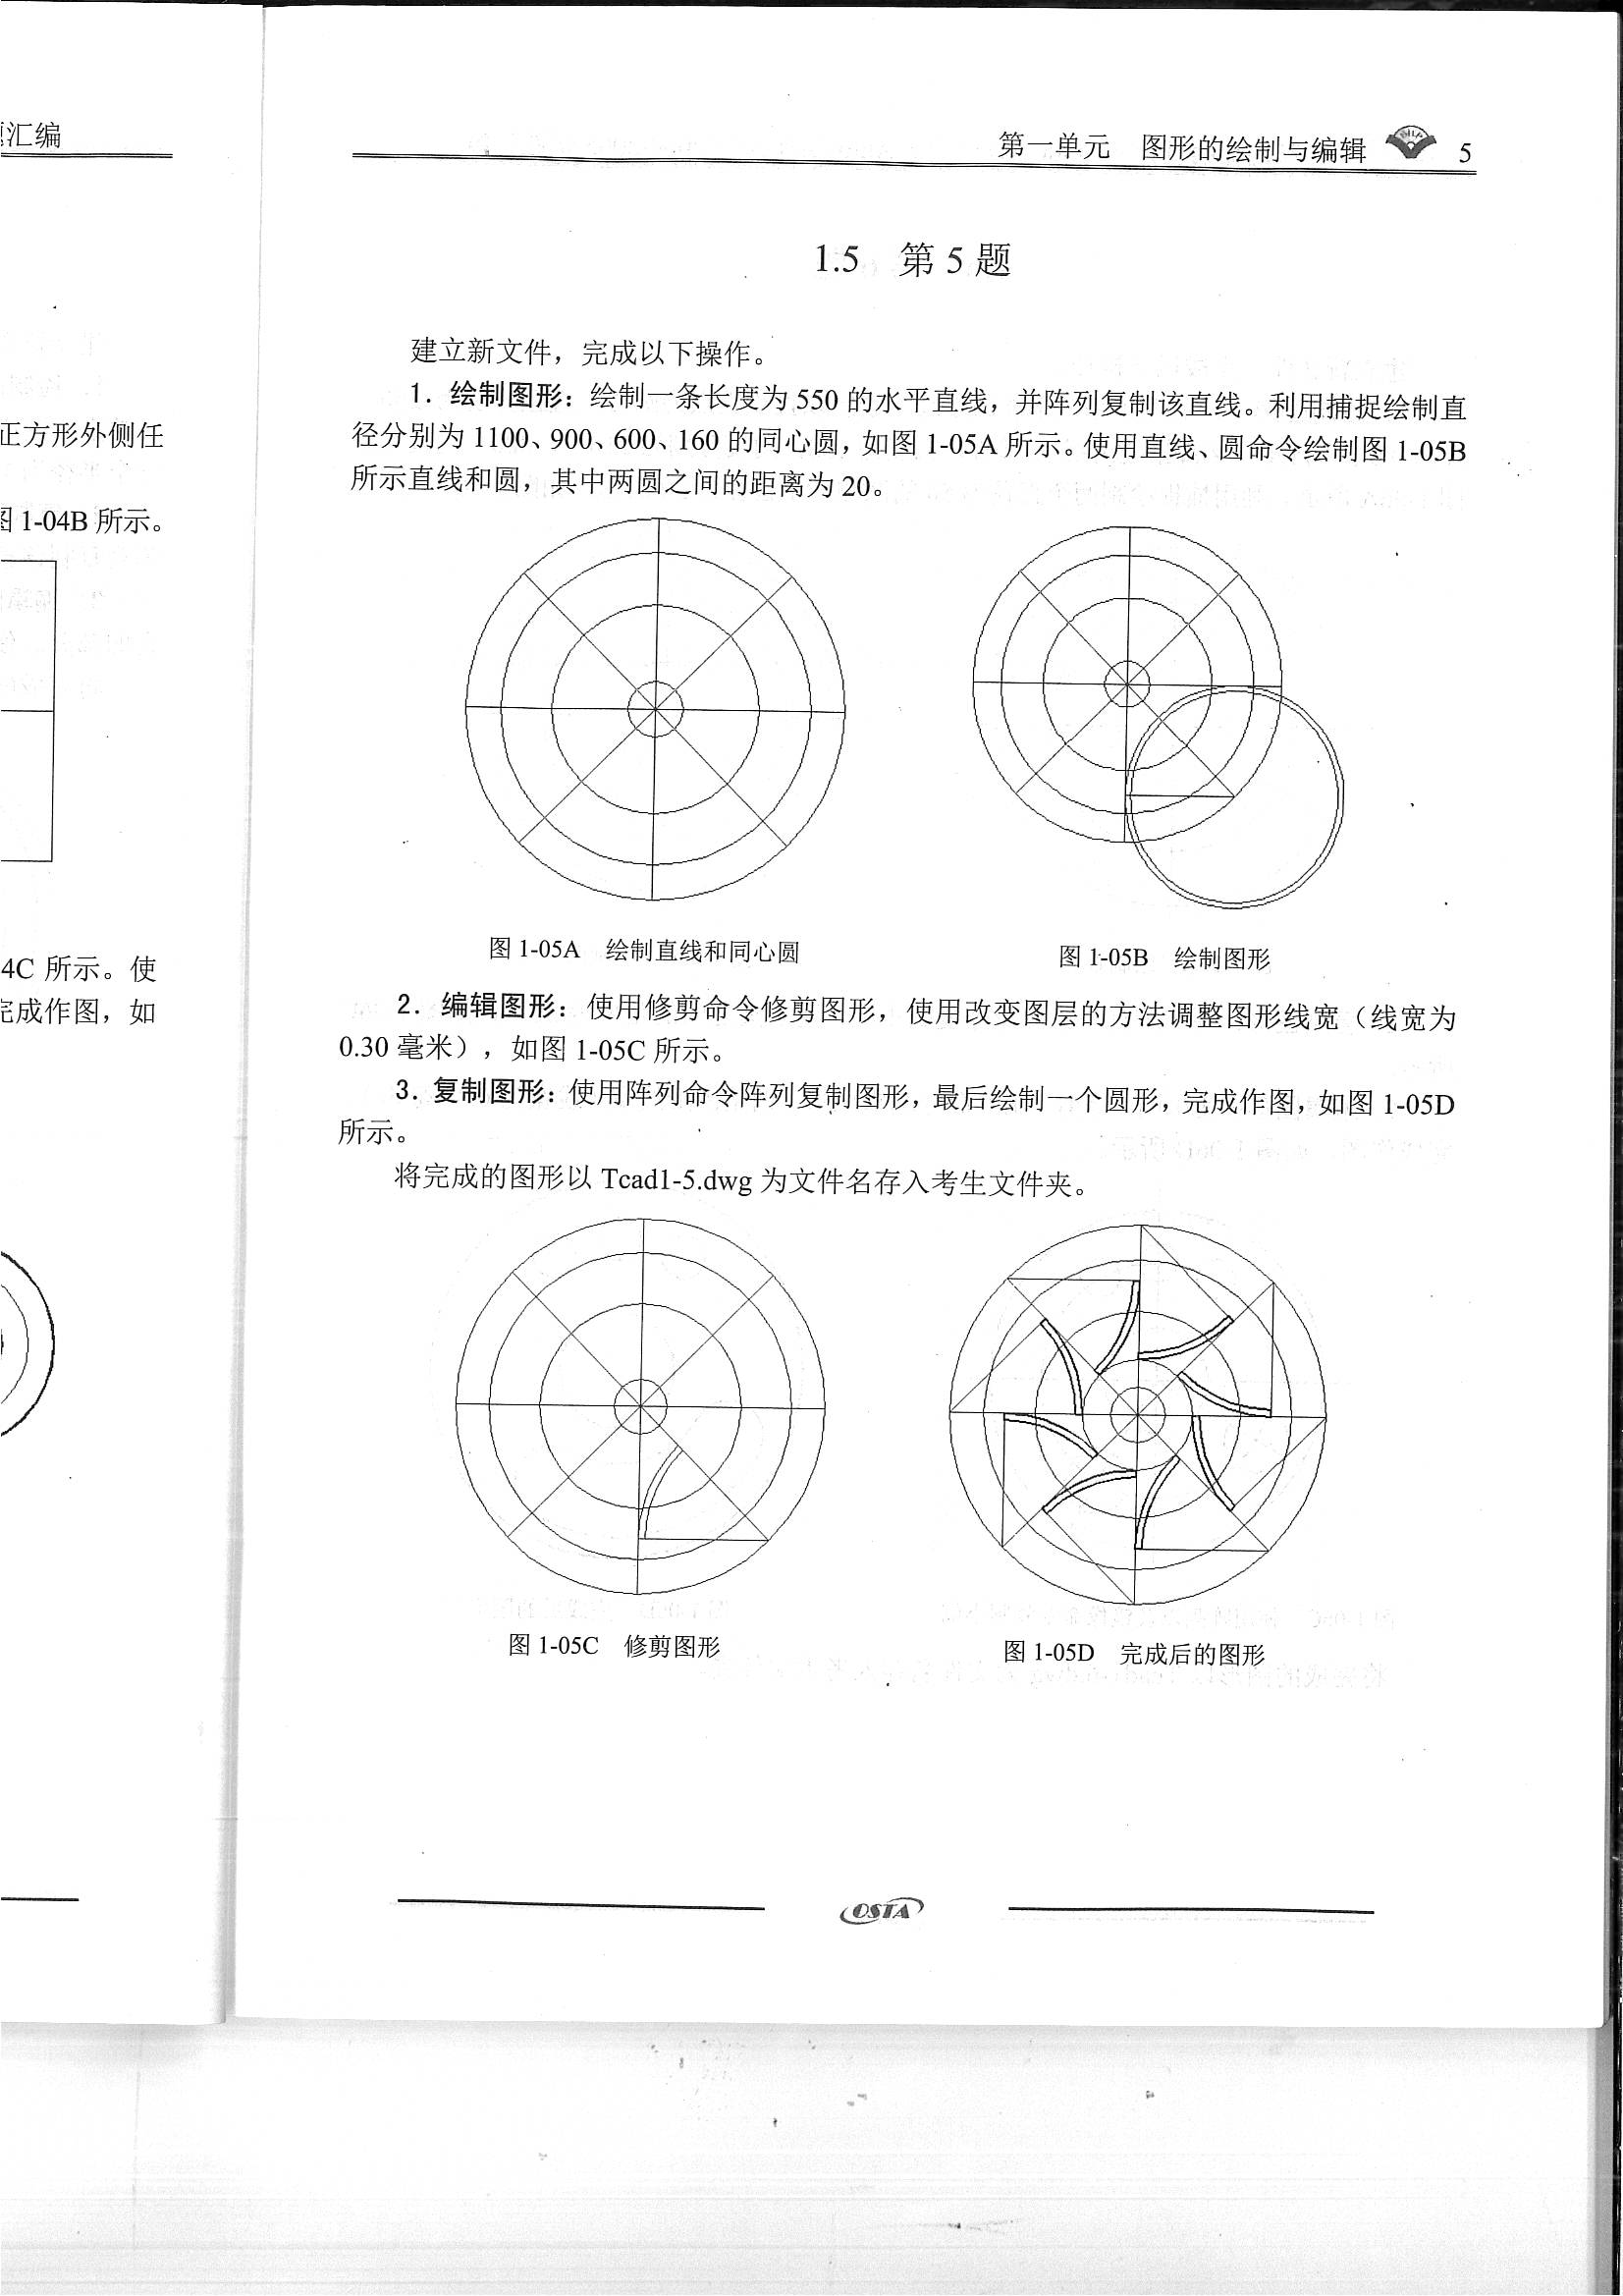 汇编
正方形外侧任
图 1-04B 所示。
4C 所示。使
完成作图，如
第一单元 图形的绘制与编辑 5
1.5 第 5 题
建立新文件，完成以下操作。
1．绘制图形：绘制一条长度为 550 的水平直线，并阵列复制该直线。利用捕捉绘制直
径分别为 1100、900、600、160 的同心圆，如图 1-05A 所示。使用直线、圆命令绘制图 1-05B
所示直线和圆，其中两圆之间的距离为 20。
图 1-05A 绘制直线和同心圆
图 1-05B 绘制图形
2．编辑图形：使用修剪命令修剪图形，使用改变图层的方法调整图形线宽（线宽为
0.30 毫米），如图 1-05C 所示。
3．复制图形：使用阵列命令阵列复制图形，最后绘制一个圆形，完成作图，如图 1-05D
所示。
将完成的图形以 Tcad1-5.dwg 为文件名存入考生文件夹。
图 1-05C 修剪图形
图 1-05D 完成后的图形
OSTA